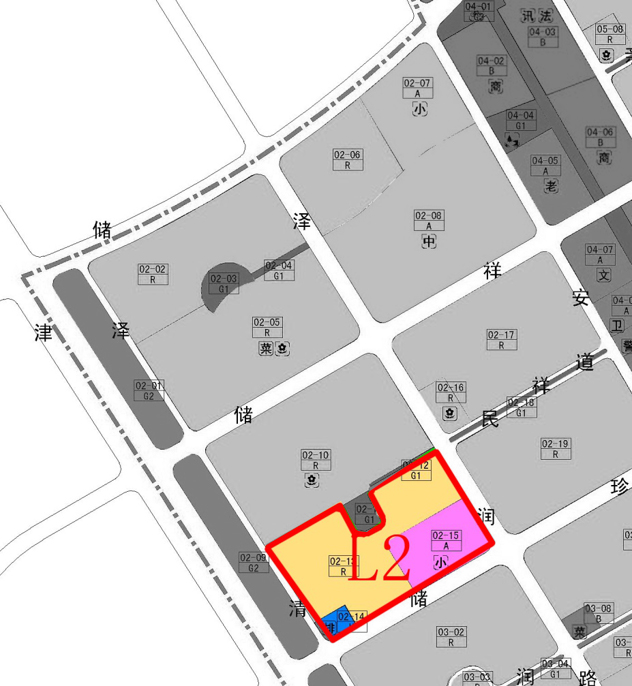 04-01
汛 法
04-03
B
05-08
R
04-02
B
商
02-07
A
小
04-04
G1
04-06
B
商
02-06
R
04-05
A
老
02-08
A
中
储
泽
02-02
R
02-03
G1
02-04
G1
祥
04-07
A
文
安
卫
津
泽
02-05
R
菜
02-17
R
道
祥
02-01
G2
02-16
R
02-18
G1
民
储
02-19
R
02-10
R
G1
珍
润
G1
02-15
A
小
L2
02-09
G2
R
储
清
02-14
03-02
R
03-08
B
菜
03-04
G1
润
路
03-03